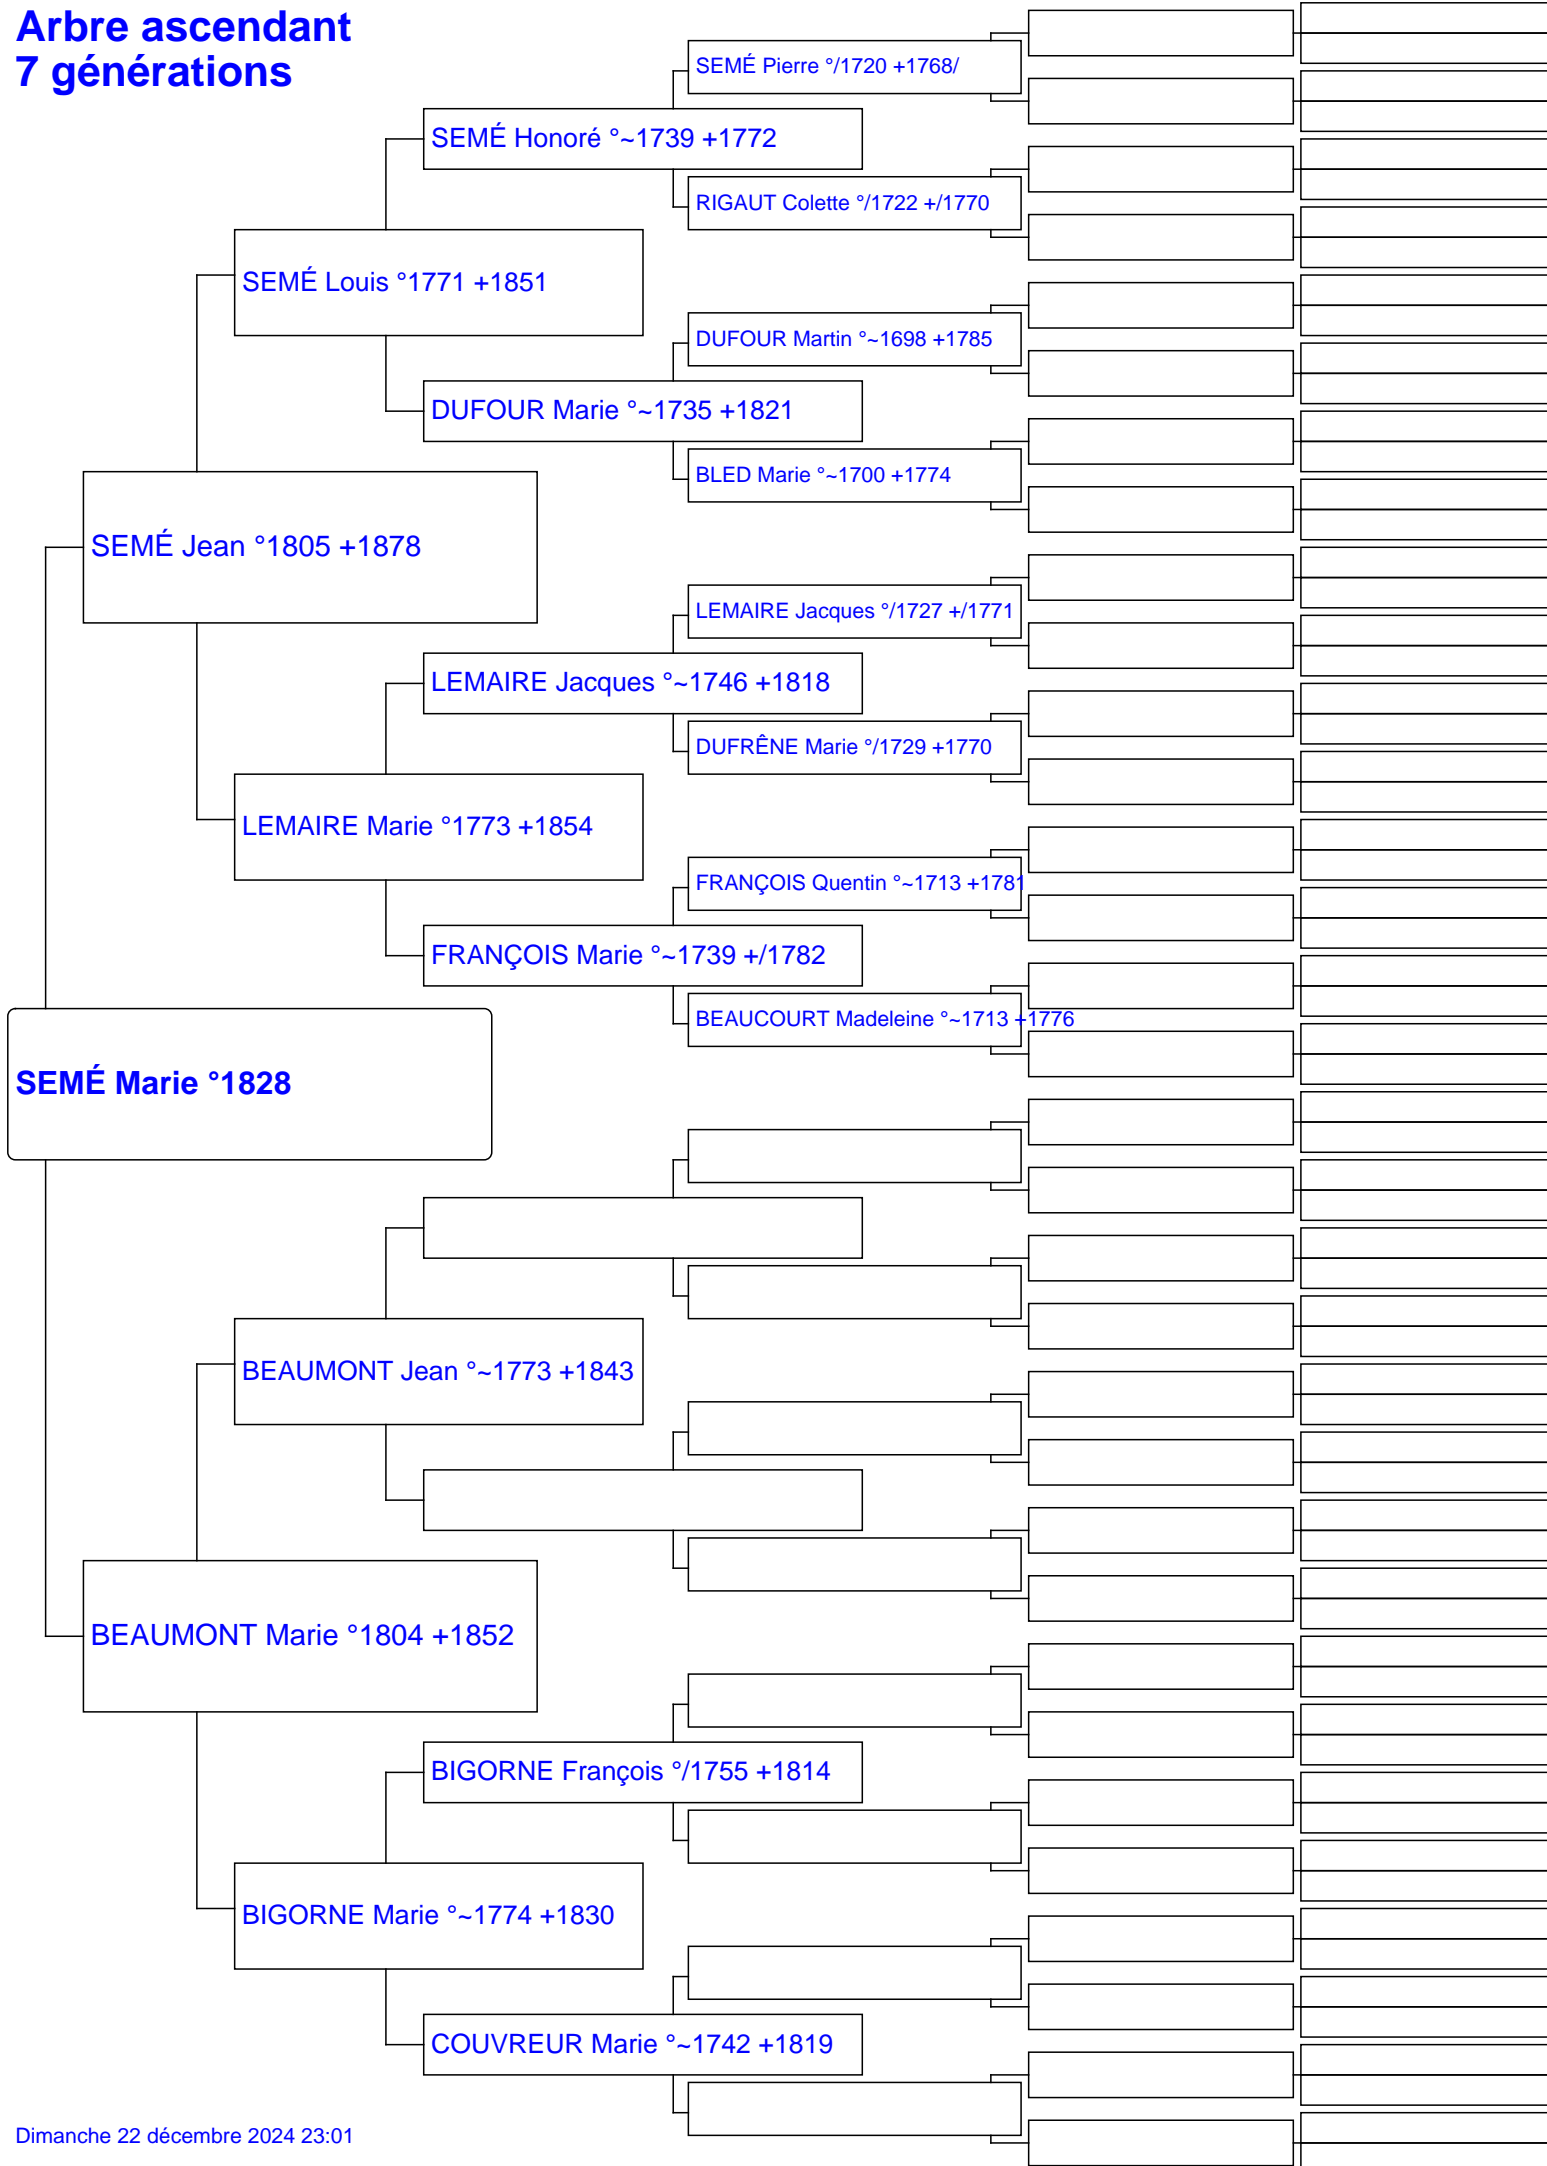 Arbre ascendant
7 générations
SEMÉ Pierre °/1720 +1768/
SEMÉ Honoré °~1739 +1772
RIGAUT Colette °/1722 +/1770
SEMÉ Louis °1771 +1851
DUFOUR Martin °~1698 +1785
DUFOUR Marie °~1735 +1821
BLED Marie °~1700 +1774
SEMÉ Jean °1805 +1878
LEMAIRE Jacques °/1727 +/1771
LEMAIRE Jacques °~1746 +1818
DUFRÊNE Marie °/1729 +1770
LEMAIRE Marie °1773 +1854
FRANÇOIS Quentin °~1713 +1781
FRANÇOIS Marie °~1739 +/1782
BEAUCOURT Madeleine °~1713 +1776
SEMÉ Marie °1828
BEAUMONT Jean °~1773 +1843
BEAUMONT Marie °1804 +1852
BIGORNE François °/1755 +1814
BIGORNE Marie °~1774 +1830
COUVREUR Marie °~1742 +1819
Dimanche 22 décembre 2024 23:01